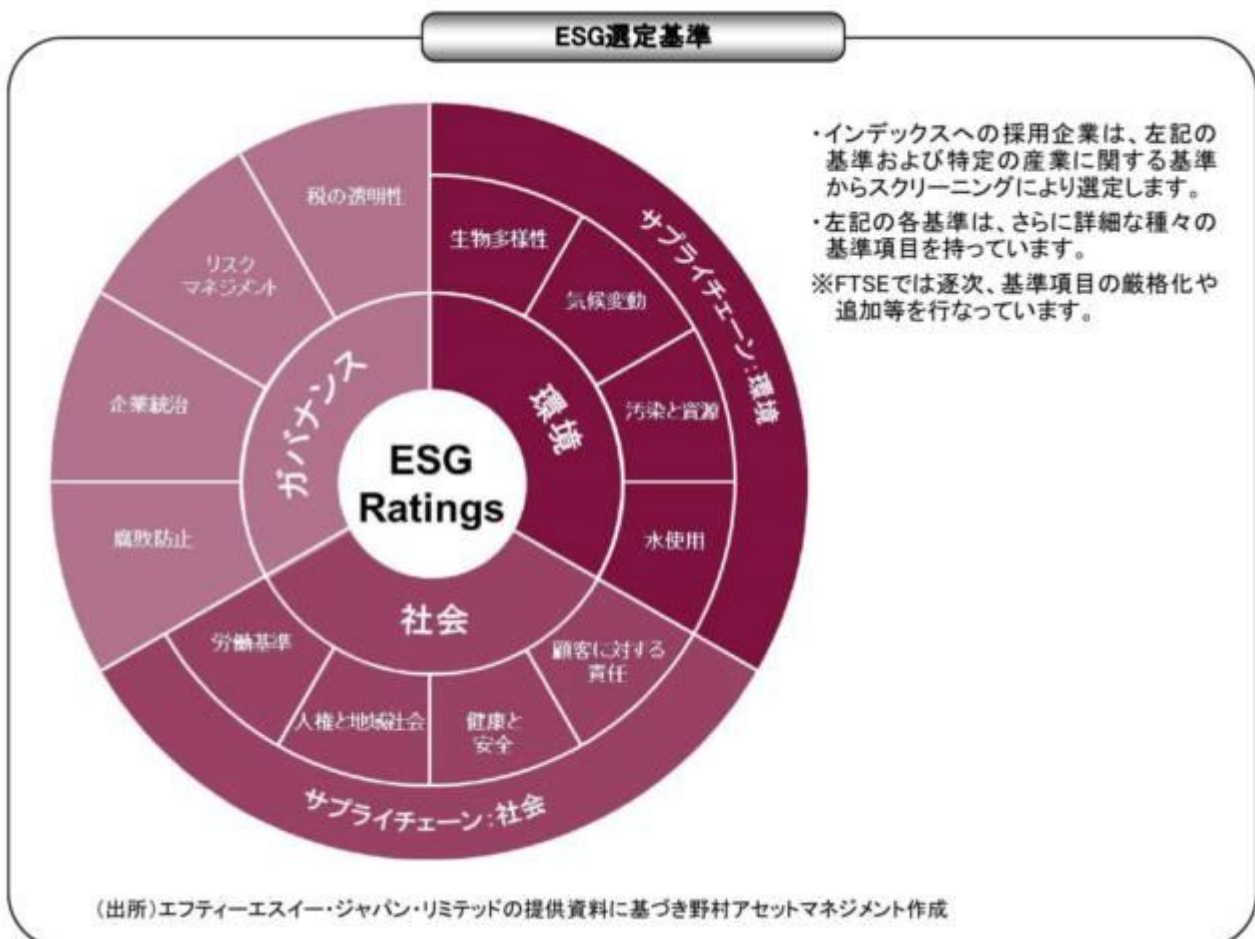 ESG選定基準
・インデックスへの採用企業は、左記の
基準および特定の産業に関する基準
からスクリーニングにより選定します。
・左記の各基準は、さらに詳細な種々の
基準項目を持っています。
※FTSEでは逐次、基準項目の厳格化や
追加等を行なっています。
ESG
Ratings
環境
生物多様性
気候変動
汚染と資源
水使用
サプライチェーン:環境
社会
顧客に対する
責任
健康と
安全
人権と地域社会
労働基準
サプライチェーン:社会
ガバナンス
腐敗防止
企業統治
リスク
マネジメント
税の透明性
(出所)エフティーエスイー・ジャパン・リミテッドの提供資料に基づき野村アセットマネジメント作成